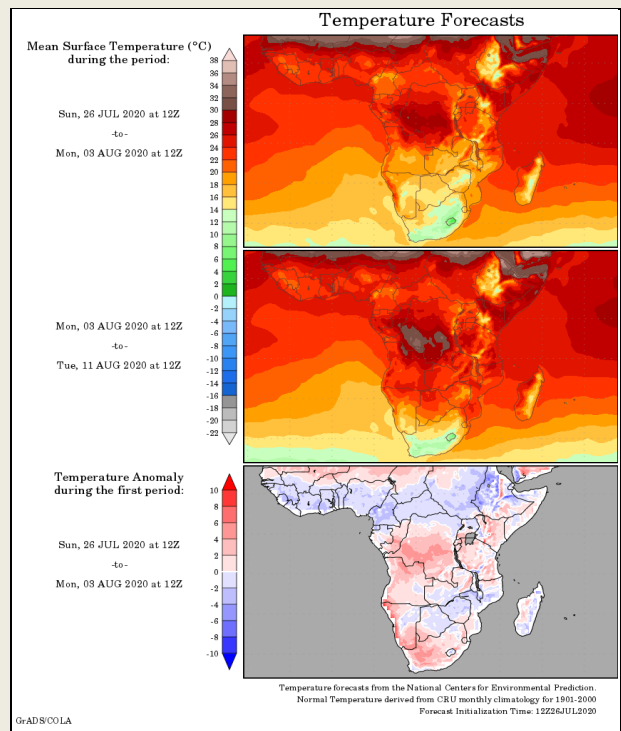 Temperature Forecasts
Mean Surface Temperature (°C)
during the period:
Sun, 26 JUL 2020 at 12Z
-to-
Mon, 03 AUG 2020 at 12Z
38
36
34
32
30
28
26
24
22
20
18
16
14
12
10
8
6
4
2
0
-2
-4
-6
-8
-10
-12
-14
-16
-18
-20
-22
Mon, 03 AUG 2020 at 12Z
-to-
Tue, 11 AUG 2020 at 12Z
Temperature Anomaly
during the first period:
Sun, 26 JUL 2020 at 12Z
-to-
Mon, 03 AUG 2020 at 12Z
10
8
6
4
2
0
-2
-4
-6
-8
-10
Temperature forecasts from the National Centers for Environmental Prediction.
Normal Temperature derived from CRU monthly climatology for 1901-2000
Forecast Initialization Time: 12Z26JUL2020
GrADS/COLA